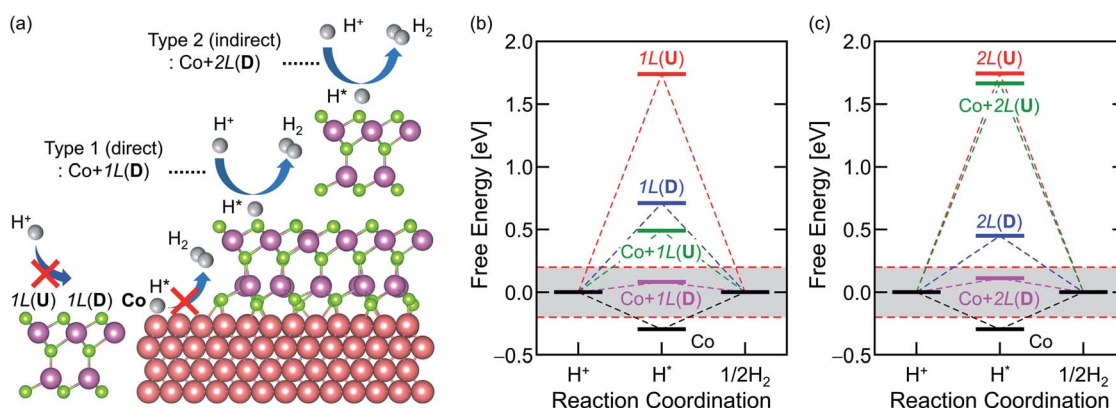 (a)
H⁺
H₂
Type 2 (indirect)
: Co+2L(D)
H*
H⁺
H₂
Type 1 (direct)
: Co+1L(D)
H*
H⁺
H₂
1L(U) 1L(D) Co
H*
(b)
Free Energy [eV]
2.0
1.5
1.0
0.5
0.0
–0.5
1L(U)
1L(D)
Co+1L(U)
Co+1L(D)
Co
H⁺ H* 1/2H₂
Reaction Coordination
(c)
Free Energy [eV]
2.0
1.5
1.0
0.5
0.0
–0.5
2L(U)
Co+2L(U)
2L(D)
Co+2L(D)
Co
H⁺ H* 1/2H₂
Reaction Coordination